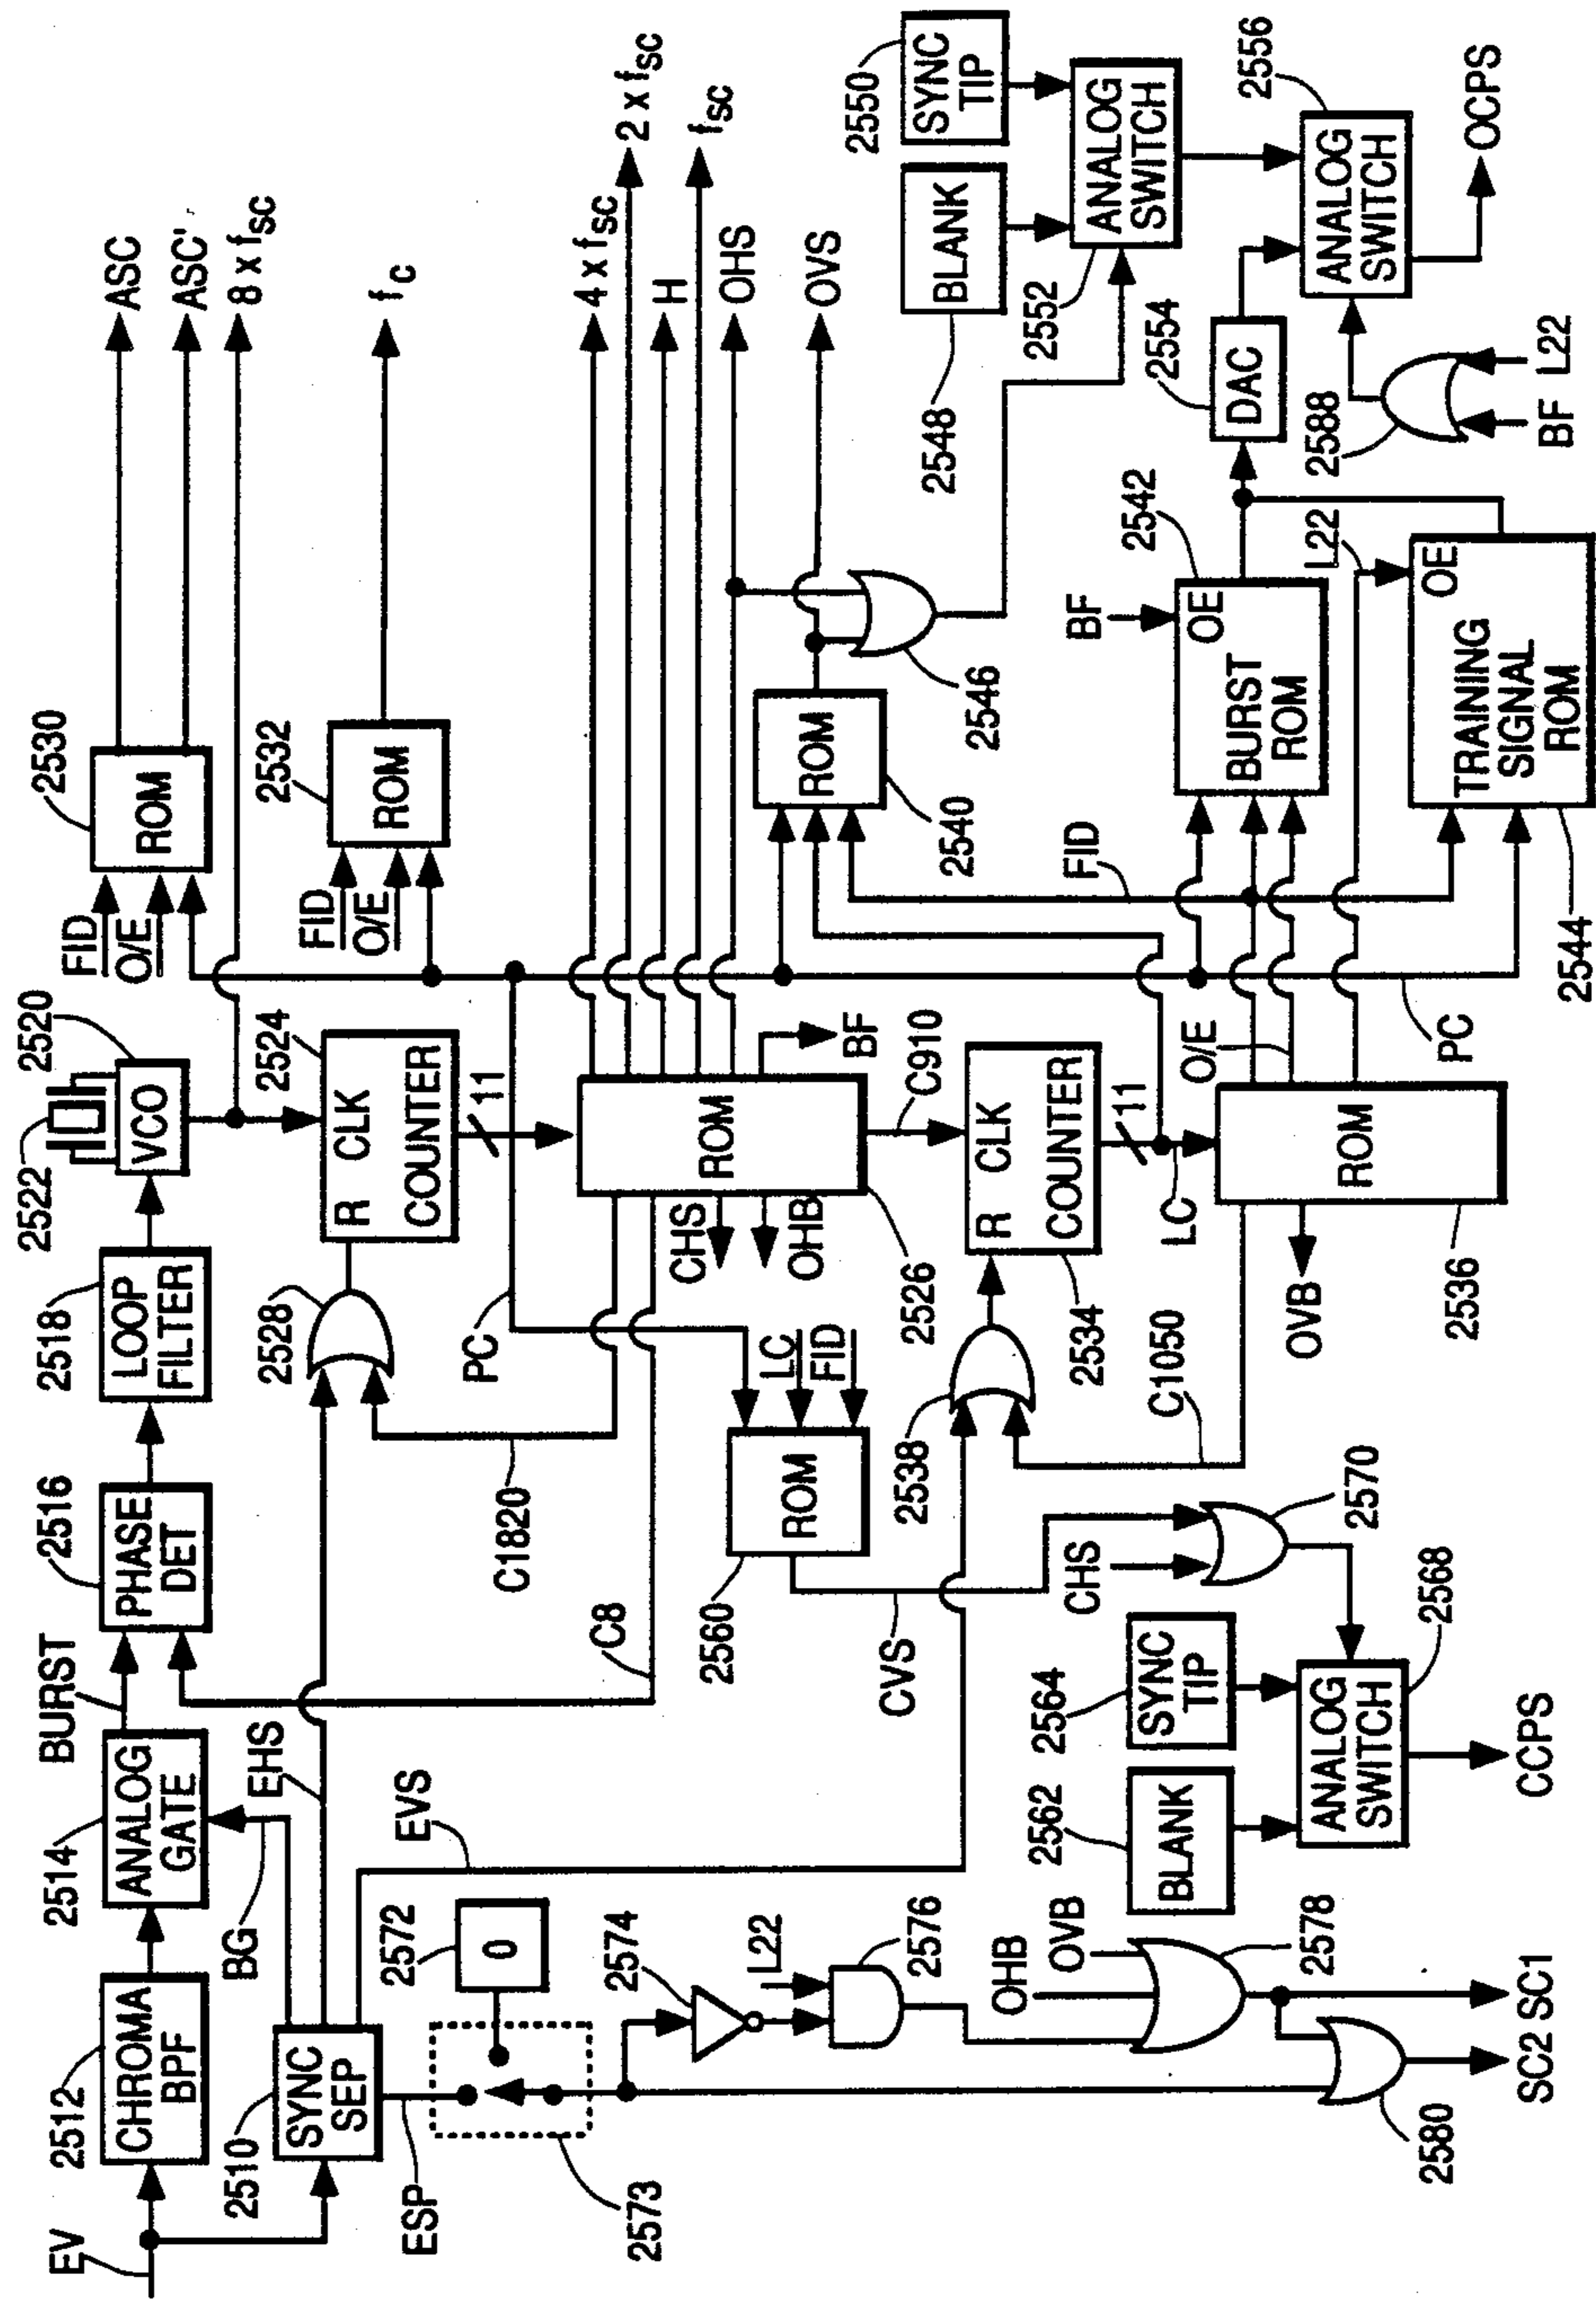 EV
2512
CHROMA
BPF
2514
ANALOG
GATE
BURST
2516
PHASE
DET
2518
LOOP
FILTER
2522
2520
VCO
FID
O/E
2530
ROM
ASC
ASC'
8 x fsc
2510
SYNC
SEP
BG
EHS
EVS
2528
2524
R CLK
COUNTER
11
FID
O/E
2532
ROM
fc
ESP
2573
2572
0
2574
L22
2576
C1820
C8
PC
CHS
OHB
ROM
2526
BF
C910
4 x fsc
2 x fsc
H
fsc
OHS
OVS
LC
FID
2560
ROM
CVS
2538
R CLK
COUNTER
2534
11
LC
C1050
OVB
ROM
2536
O/E
PC
FID
ROM
2540
2546
BF
2542
OE
BURST
ROM
L22
OE
TRAINING
SIGNAL
ROM
2544
2550
SYNC
TIP
BLANK
2548
2552
ANALOG
SWITCH
2554
DAC
2556
ANALOG
SWITCH
2588
BF
L22
OCPS
OHB
OVB
2578
2580
SC2
SC1
2562
BLANK
2564
SYNC
TIP
CHS
2570
ANALOG
SWITCH
2568
CCPS